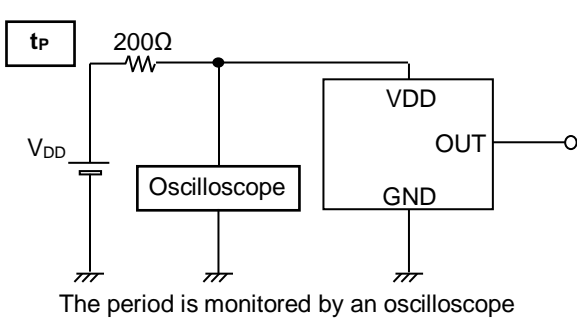 tP
200Ω
VDD
VDD
OUT
Oscilloscope
GND
The period is monitored by an oscilloscope